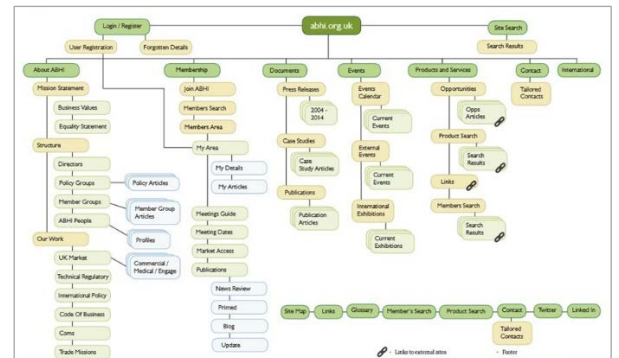 abhi.org.uk
Login / Register
Site Search
User Registration
Forgotten Details
Search Results
About ABHI
Membership
Documents
Events
Products and Services
Contact
International
Mission Statement
Business Values
Equality Statement
Structure
Directors
Policy Groups
Policy Articles
Member Groups
Member Group
Articles
ABHI People
Profiles
Our Work
UK Market
Commercial /
Medical / Engage
Technical Regulatory
International Policy
Code Of Business
Coms
Trade Missions
Join ABHI
Members Search
Members Area
My Area
My Details
My Articles
Meetings Guide
Meeting Dates
Market Access
Publications
News Review
Primed
Blog
Update
Press Releases
2004 -
2014
Case Studies
Case
Study Articles
Publications
Publication
Articles
Events
Calendar
Current
Events
External
Events
Current
Events
International
Exhibitions
Current
Exhibitions
Opportunities
Opps
Articles
Product Search
Search
Results
Links
Members Search
Search
Results
Tailored
Contacts
Site Map
Links
Glossary
Member's Search
Product Search
Contact
Twitter
Linked In
Tailored
Contacts
- Links to external sites
- Footer